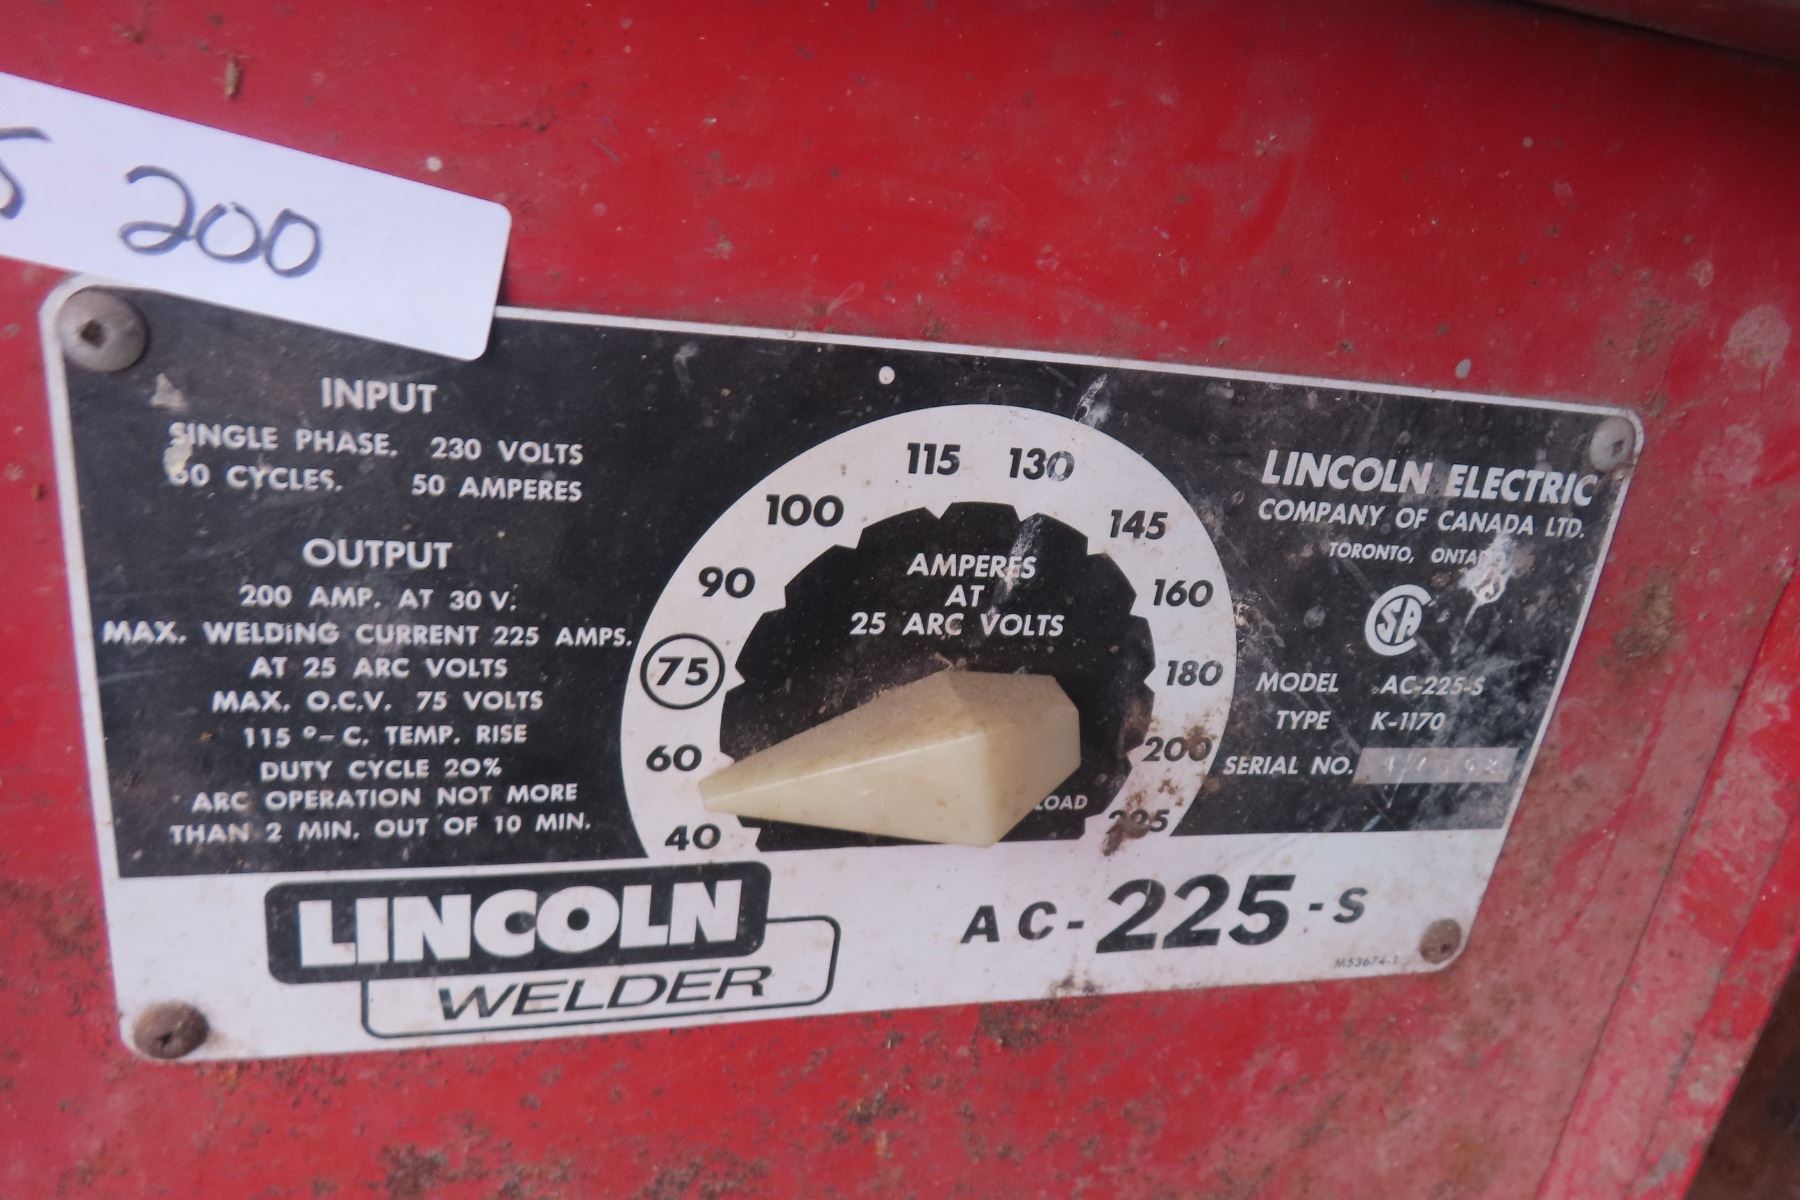 200
INPUT
SINGLE PHASE. 230 VOLTS
60 CYCLES. 50 AMPERES
OUTPUT
200 AMP. AT 30 V.
MAX. WELDING CURRENT 225 AMPS.
AT 25 ARC VOLTS
MAX. O.C.V. 75 VOLTS
115 °-C. TEMP. RISE
DUTY CYCLE 20%
ARC OPERATION NOT MORE
THAN 2 MIN. OUT OF 10 MIN.
40
60
75
90
100
115
130
145
160
180
200
225
AMPERES
AT
25 ARC VOLTS
LOAD
LINCOLN ELECTRIC
COMPANY OF CANADA LTD.
TORONTO,
CSA
MODEL AC-225-S
TYPE K-1170
SERIAL NO.
LINCOLN
WELDER
AC-225-S
M53674-1